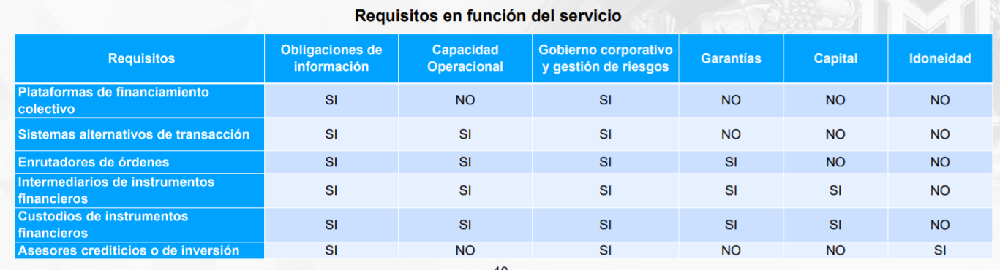 Requisitos en función del servicio
Requisitos
Obligaciones de información
Capacidad Operacional
Gobierno corporativo y gestión de riesgos
Garantías
Capital
Idoneidad
Plataformas de financiamiento colectivo
SI NO SI NO NO NO
Sistemas alternativos de transacción
SI SI SI NO NO NO
Enrutadores de órdenes
SI SI SI SI NO NO
Intermediarios de instrumentos financieros
SI SI SI SI SI NO
Custodios de instrumentos financieros
SI SI SI SI SI NO
Asesores crediticios o de inversión
SI NO SI NO NO SI